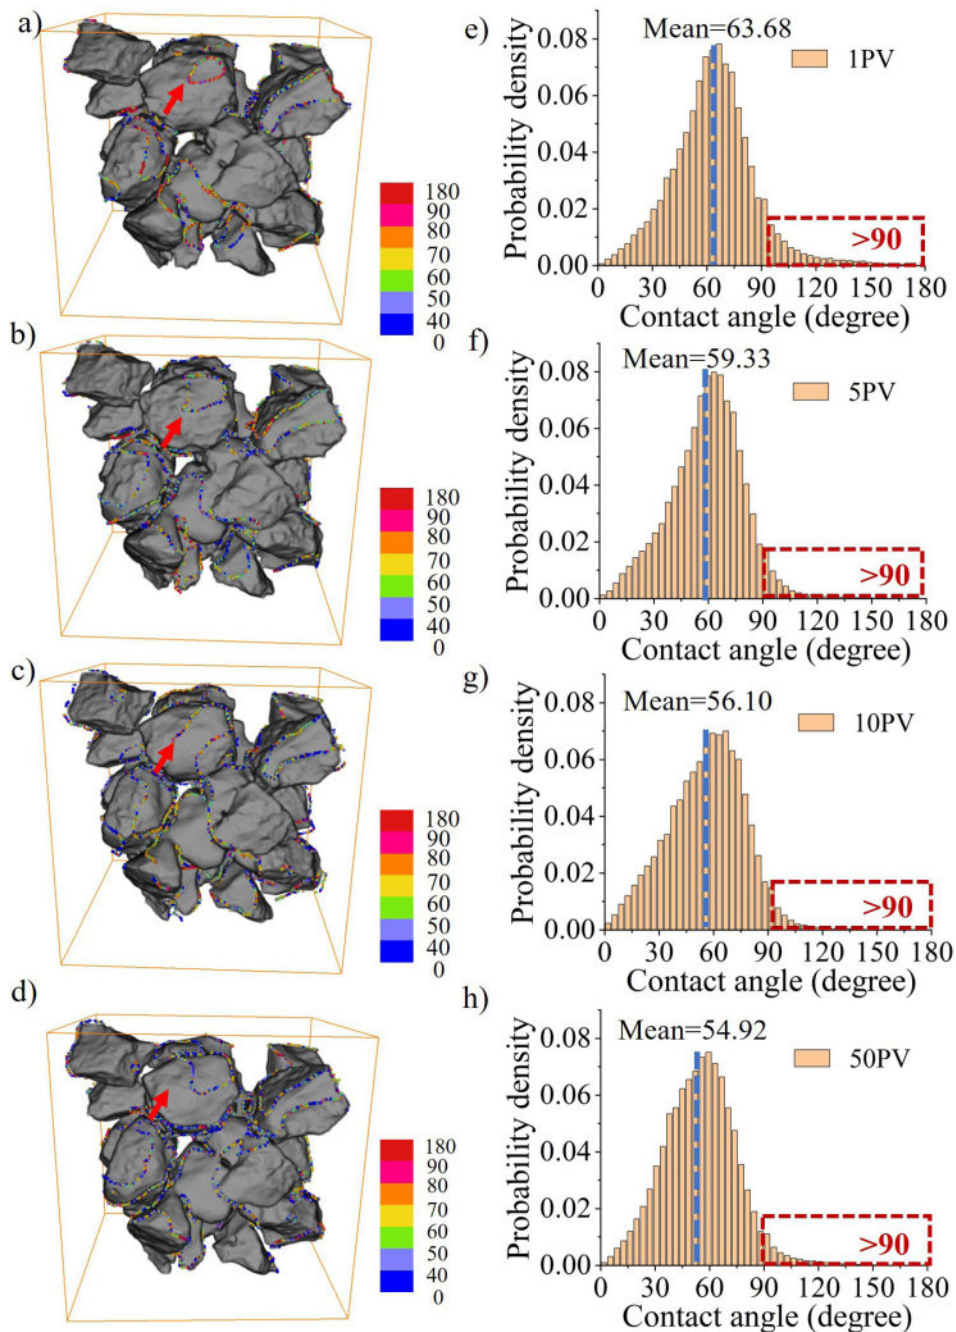 a)
180
90
80
70
60
50
40
0
e)
Mean=63.68
1PV
>90
Probability density
0.08
0.06
0.04
0.02
0.00
0 30 60 90 120 150 180
Contact angle (degree)
b)
180
90
80
70
60
50
40
0
f)
Mean=59.33
5PV
>90
Probability density
0.08
0.06
0.04
0.02
0.00
0 30 60 90 120 150 180
Contact angle (degree)
c)
180
90
80
70
60
50
40
0
g)
Mean=56.10
10PV
>90
Probability density
0.08
0.06
0.04
0.02
0.00
0 30 60 90 120 150 180
Contact angle (degree)
d)
180
90
80
70
60
50
40
0
h)
Mean=54.92
50PV
>90
Probability density
0.08
0.06
0.04
0.02
0.00
0 30 60 90 120 150 180
Contact angle (degree)